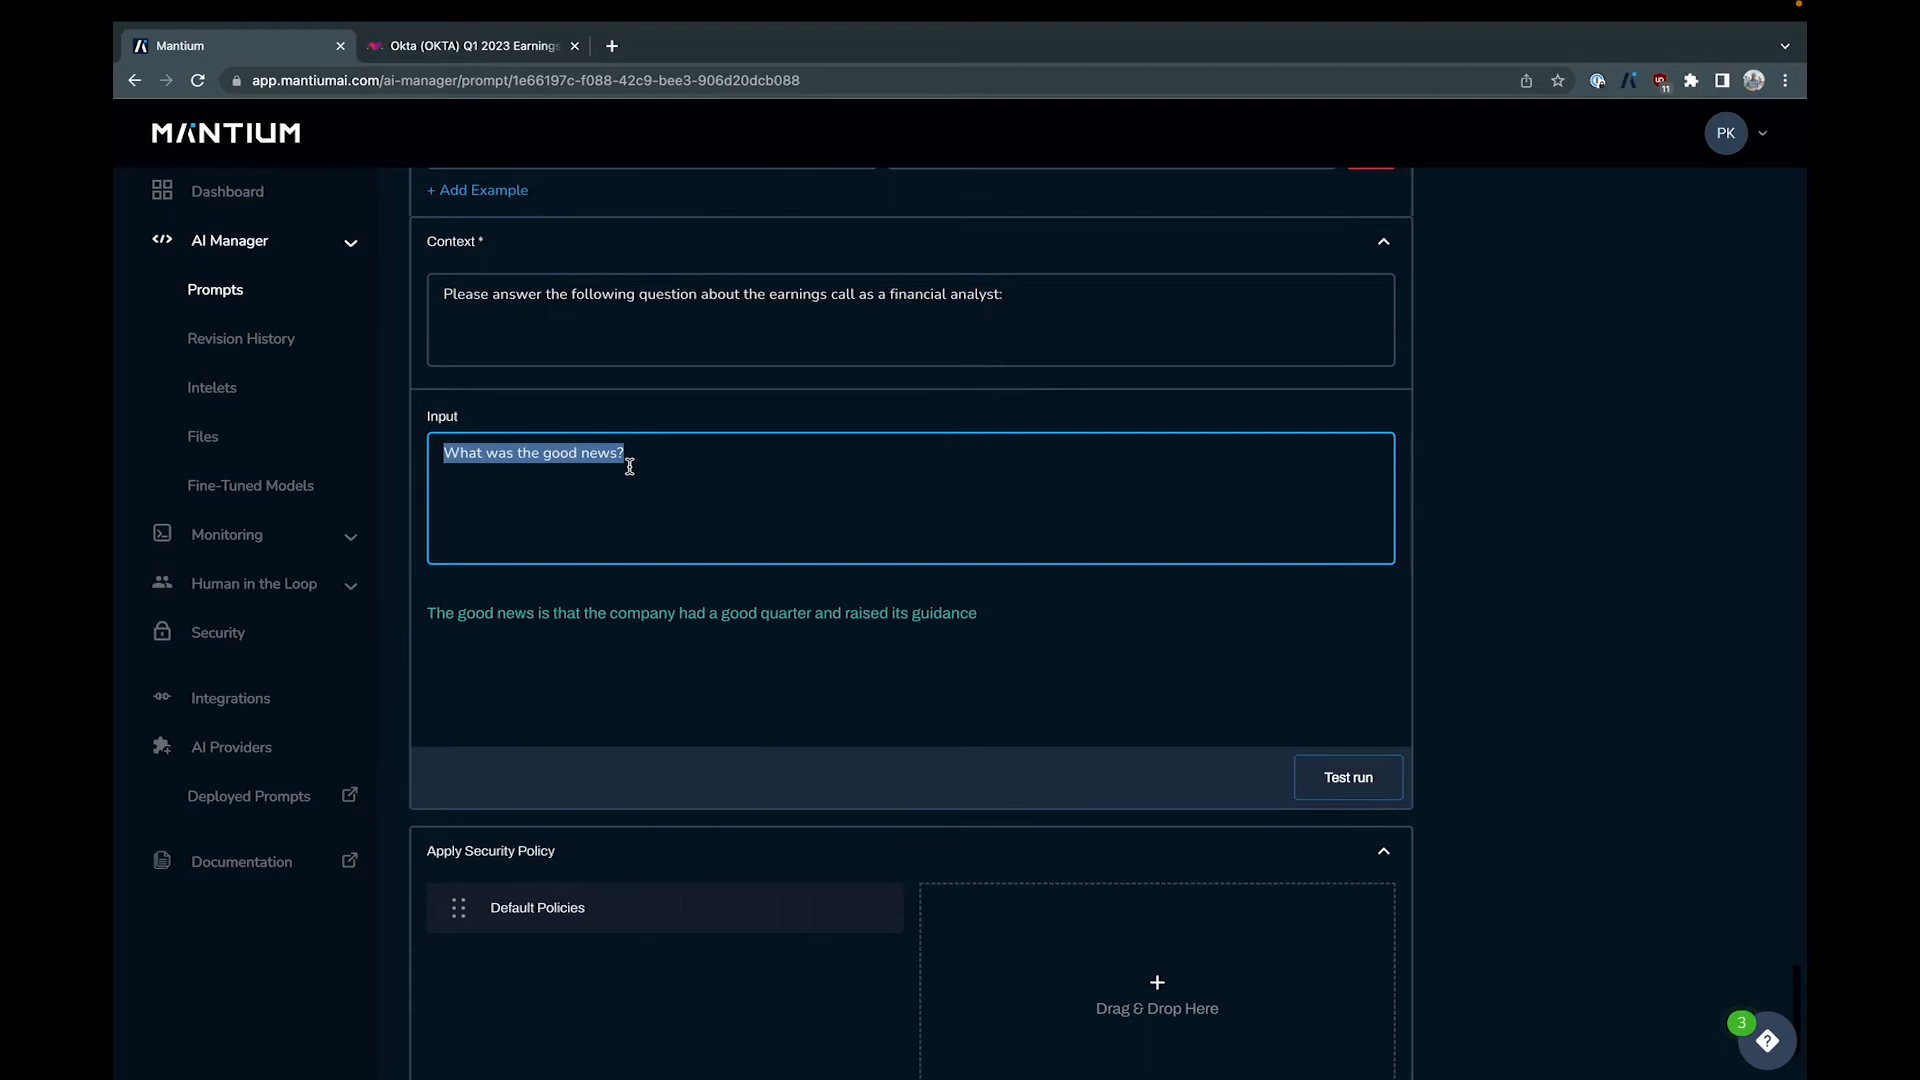 Mantium
Okta (OKTA) Q1 2023 Earnings
app.mantiumai.com/ai-manager/prompt/1e66197c-f088-42c9-bee3-906d20dcb088
11
MANTIUM
PK
Dashboard
AI Manager
Prompts
Revision History
Intelets
Files
Fine-Tuned Models
Monitoring
Human in the Loop
Security
Integrations
AI Providers
Deployed Prompts
Documentation
+ Add Example
Context *
Please answer the following question about the earnings call as a financial analyst:
Input
What was the good news?
The good news is that the company had a good quarter and raised its guidance
Test run
Apply Security Policy
Default Policies
+
Drag & Drop Here
3
?